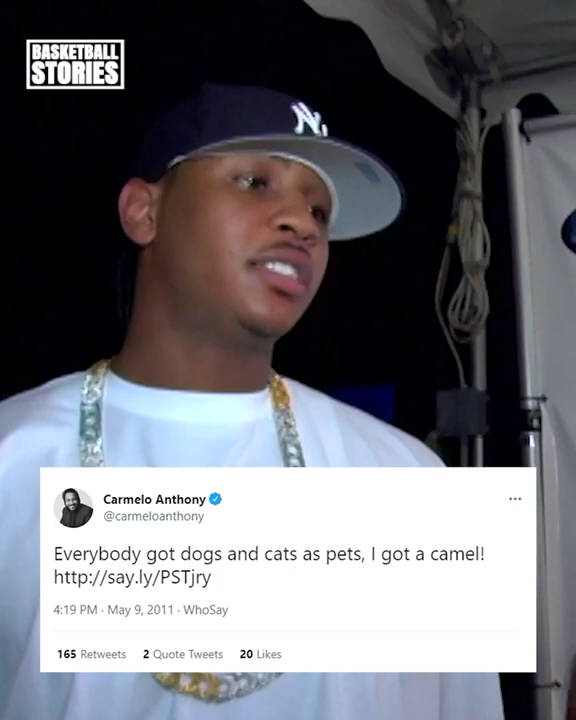 BASKETBALL
STORIES
NY
Carmelo Anthony
@carmeloanthony
Everybody got dogs and cats as pets, I got a camel!
http://say.ly/PSTjry
4:19 PM · May 9, 2011 · WhoSay
165 Retweets 2 Quote Tweets 20 Likes